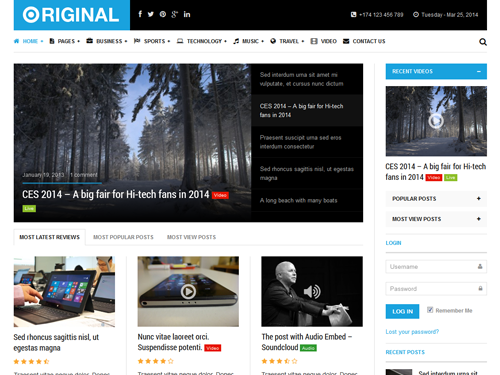 ORIGINAL
+174 123 456 789
Tuesday - Mar 25, 2014
HOME +
PAGES +
BUSINESS +
SPORTS +
TECHNOLOGY +
MUSIC +
TRAVEL +
VIDEO
CONTACT US
Sed interdum urna sit amet mi
vulputate, et cursus nunc dictum
CES 2014 – A big fair for Hi-tech
fans in 2014
Praesent suscipit urna sed eros
interdum consectetur
Sed rhoncus sagittis nisl, ut egestas
magna
A long beach with many boats
January 19, 2013
1 comment
CES 2014 – A big fair for Hi-tech fans in 2014 Video
Live
RECENT VIDEOS –
CES 2014 – A big fair for Hi-tech
fans in 2014 Video Live
POPULAR POSTS +
MOST VIEW POSTS +
MOST LATEST REVIEWS
MOST POPULAR POSTS
MOST VIEW POSTS
Sed rhoncus sagittis nisl, ut
egestas magna
Nunc vitae laoreet orci.
Suspendisse potenti. Video
The post with Audio Embed –
Soundcloud Audio
LOGIN
Username
Password
LOG IN
Remember Me
Lost your password?
RECENT POSTS
Praesent vitae neque dolor. Donec
Praesent vitae neque dolor. Donec
Praesent vitae neque dolor. Donec
Sed rhoncus sagittis